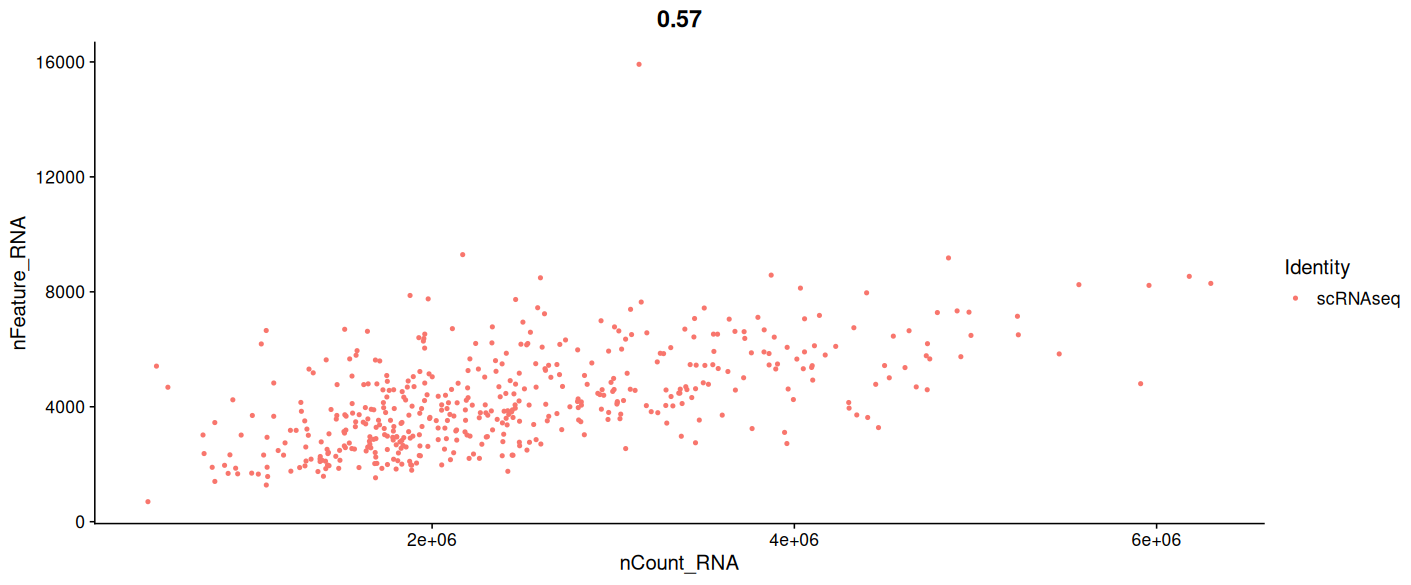 0.57
16000
12000
8000
4000
0
nFeature_RNA
2e+06
4e+06
6e+06
nCount_RNA
Identity
scRNAseq